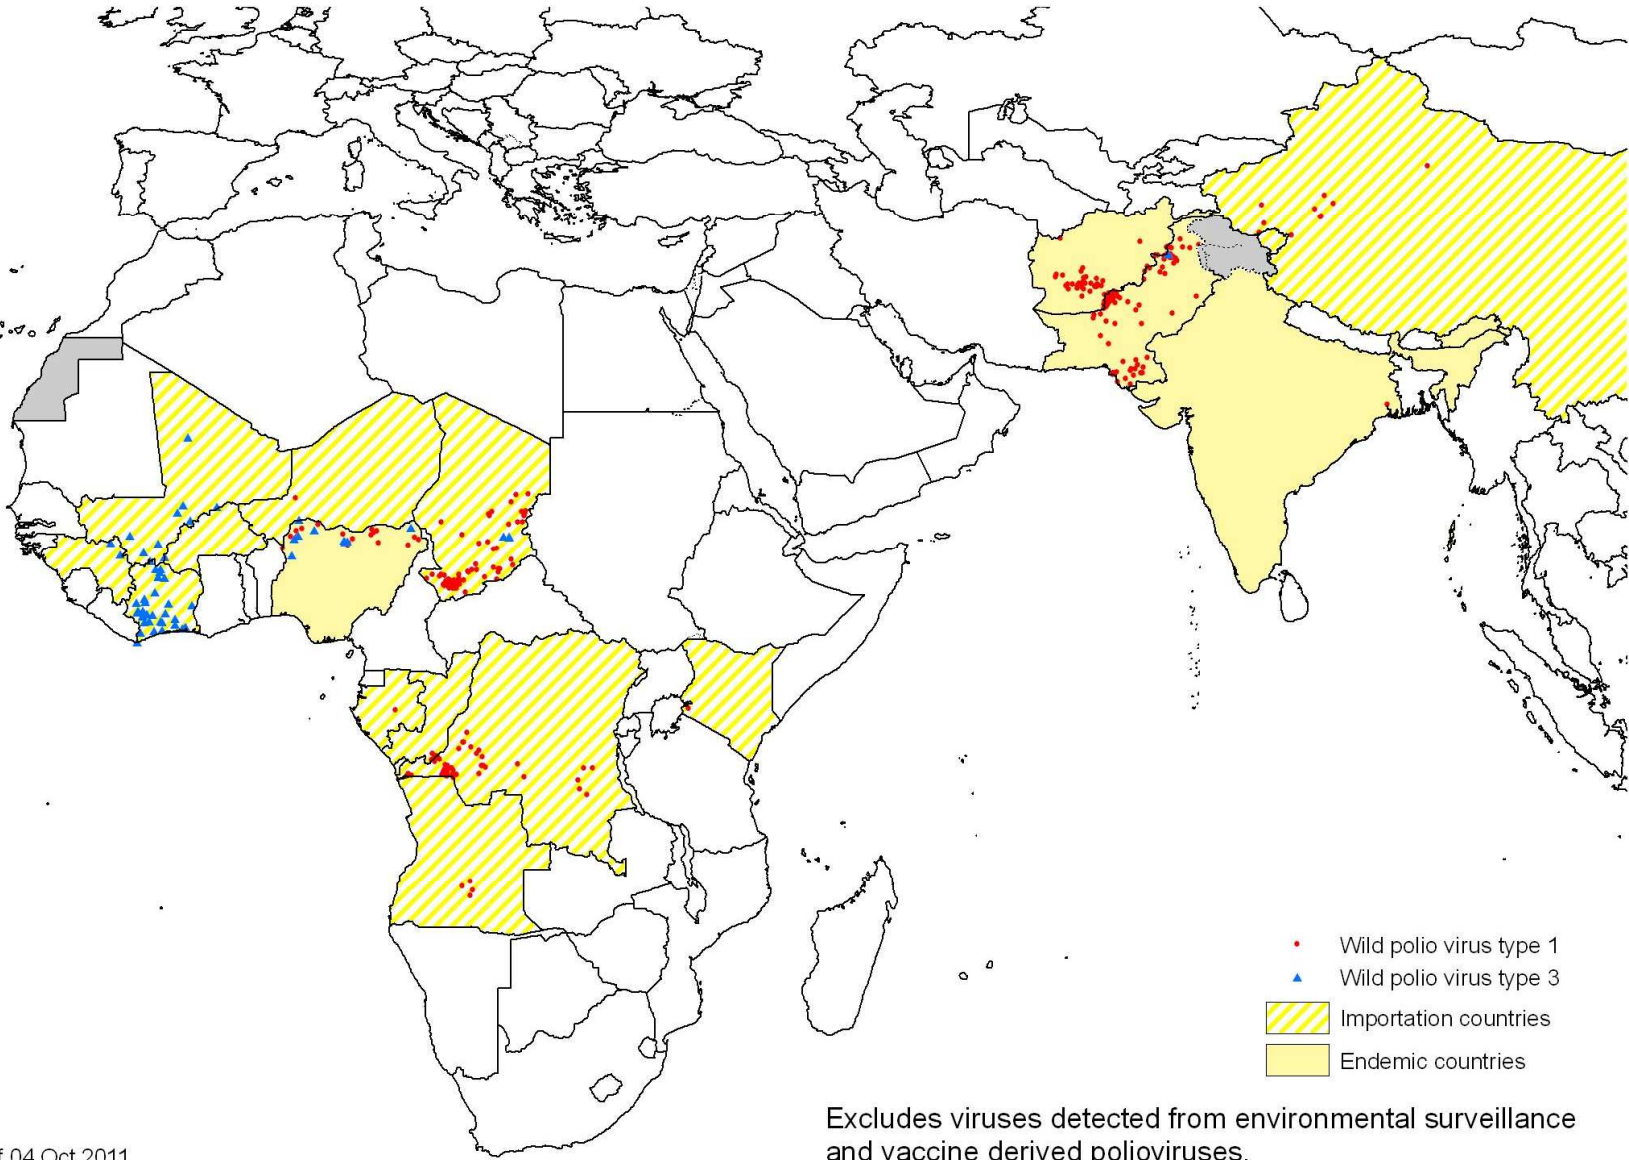 Wild polio virus type 1
Wild polio virus type 3
Importation countries
Endemic countries
Excludes viruses detected from environmental surveillance
and vaccine derived polioviruses.
04 Oct 2011